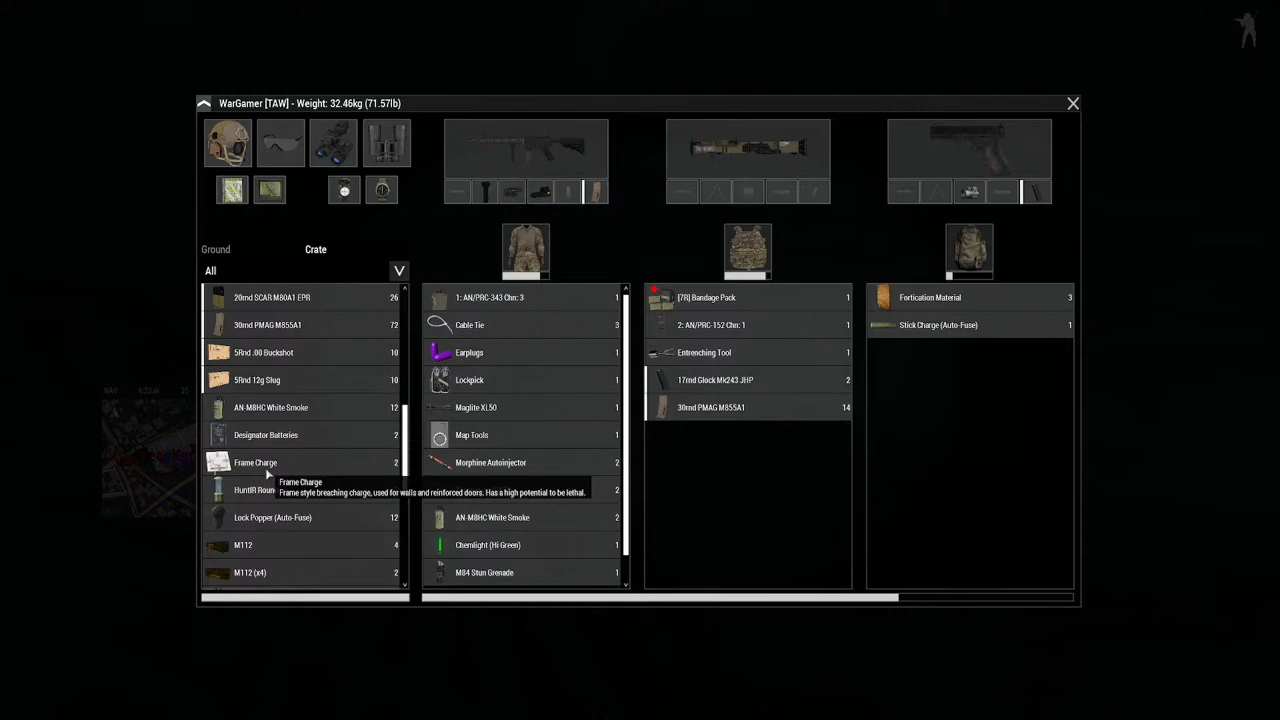 WarGamer [TAW] - Weight: 32.46kg (71.57lb)
Ground
Crate
All
20rnd SCAR M80A1 EPR 26
30rnd PMAG M855A1 72
5Rnd .00 Buckshot 10
5Rnd 12g Slug 10
AN-M8HC White Smoke 12
Designator Batteries 2
Frame Charge 2
HuntIR Roun
Lock Popper (Auto-Fuse) 12
M112 4
M112 (x4) 2
Frame Charge
Frame style breaching charge, used for walls and reinforced doors. Has a high potential to be lethal.
1: AN/PRC-343 Chn: 3 1
Cable Tie 3
Earplugs 1
Lockpick 1
Maglite XL50 1
Map Tools 1
Morphine Autoinjector 2
2
AN-M8HC White Smoke 2
Chemlight (Hi Green) 1
M84 Stun Grenade 1
[7R] Bandage Pack 1
2: AN/PRC-152 Chn: 1 1
Entrenching Tool 1
17rnd Glock Mk243 JHP 2
30rnd PMAG M855A1 14
Fortication Material 3
Stick Charge (Auto-Fuse) 1
NAV
35